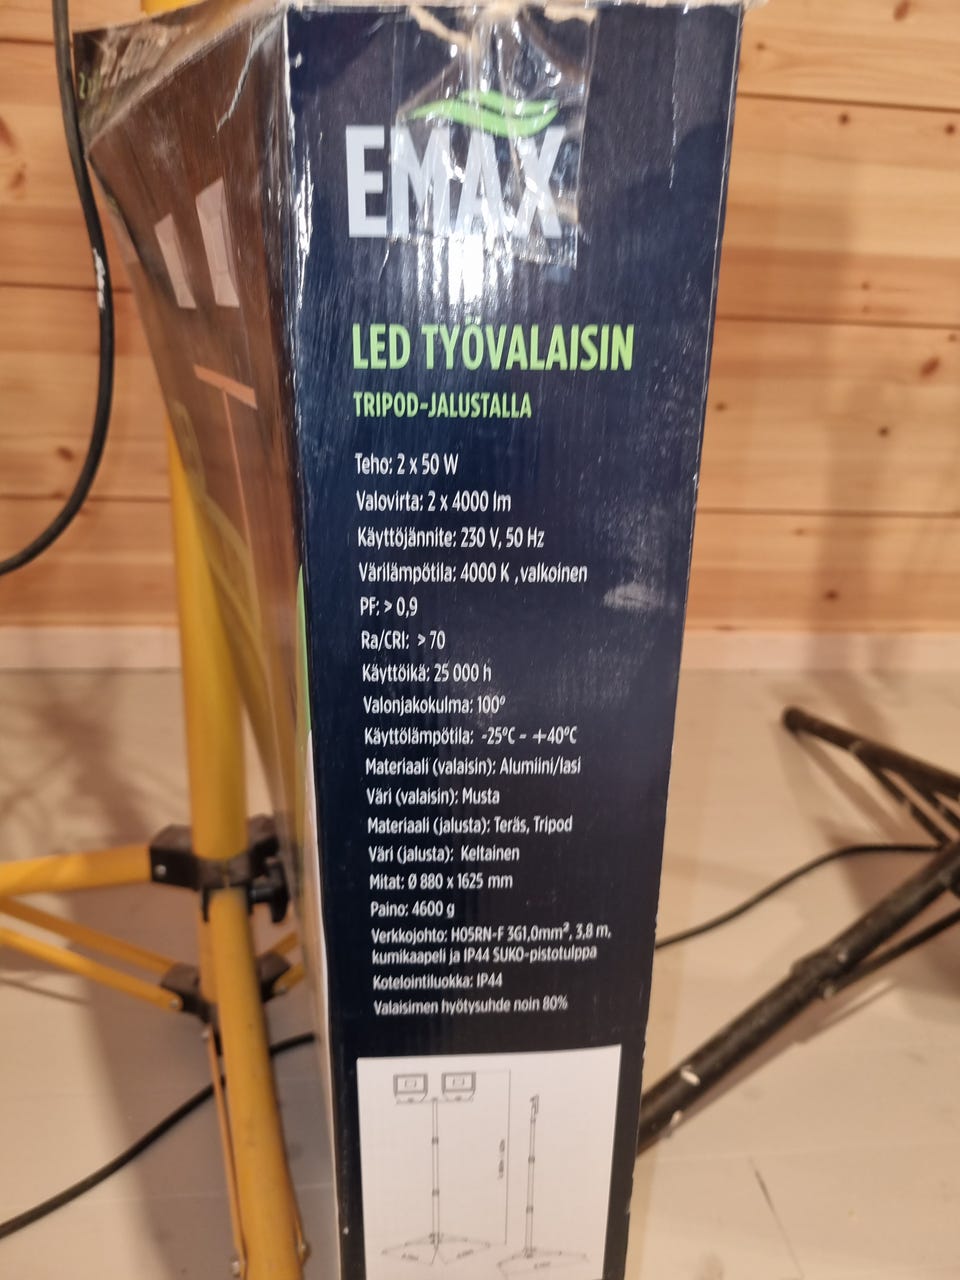 EMAX
LED TYÖVALAISIN
TRIPOD-JALUSTALLA
Teho: 2 x 50 W
Valovirta: 2 x 4000 lm
Käyttöjännite: 230 V, 50 Hz
Värilämpötila: 4000 K ,valkoinen
PF: > 0,9
Ra/CRI: > 70
Käyttöikä: 25 000 h
Valonjakokulma: 100°
Käyttölämpötila: -25°C - +40°C
Materiaali (valaisin): Alumiini/lasi
Väri (valaisin): Musta
Materiaali (jalusta): Teräs, Tripod
Väri (jalusta): Keltainen
Mitat: Ø 880 x 1625 mm
Paino: 4600 g
Verkkojohto: H05RN-F 3G1,0mm², 3,8 m,
kumikaapeli ja IP44 SUKO-pistotulppa
Kotelointiluokka: IP44
Valaisimen hyötysuhde noin 80%